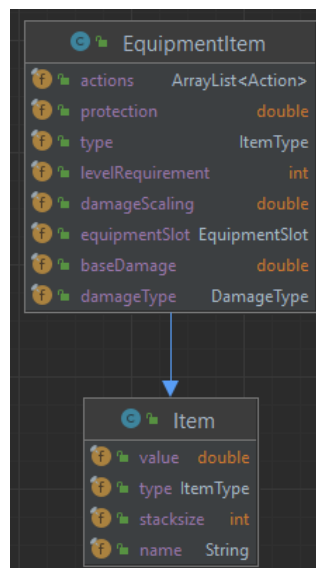 EquipmentItem
actions ArrayList<Action>
protection double
type ItemType
levelRequirement int
damageScaling double
equipmentSlot EquipmentSlot
baseDamage double
damageType DamageType
Item
value double
type ItemType
stacksize int
name String